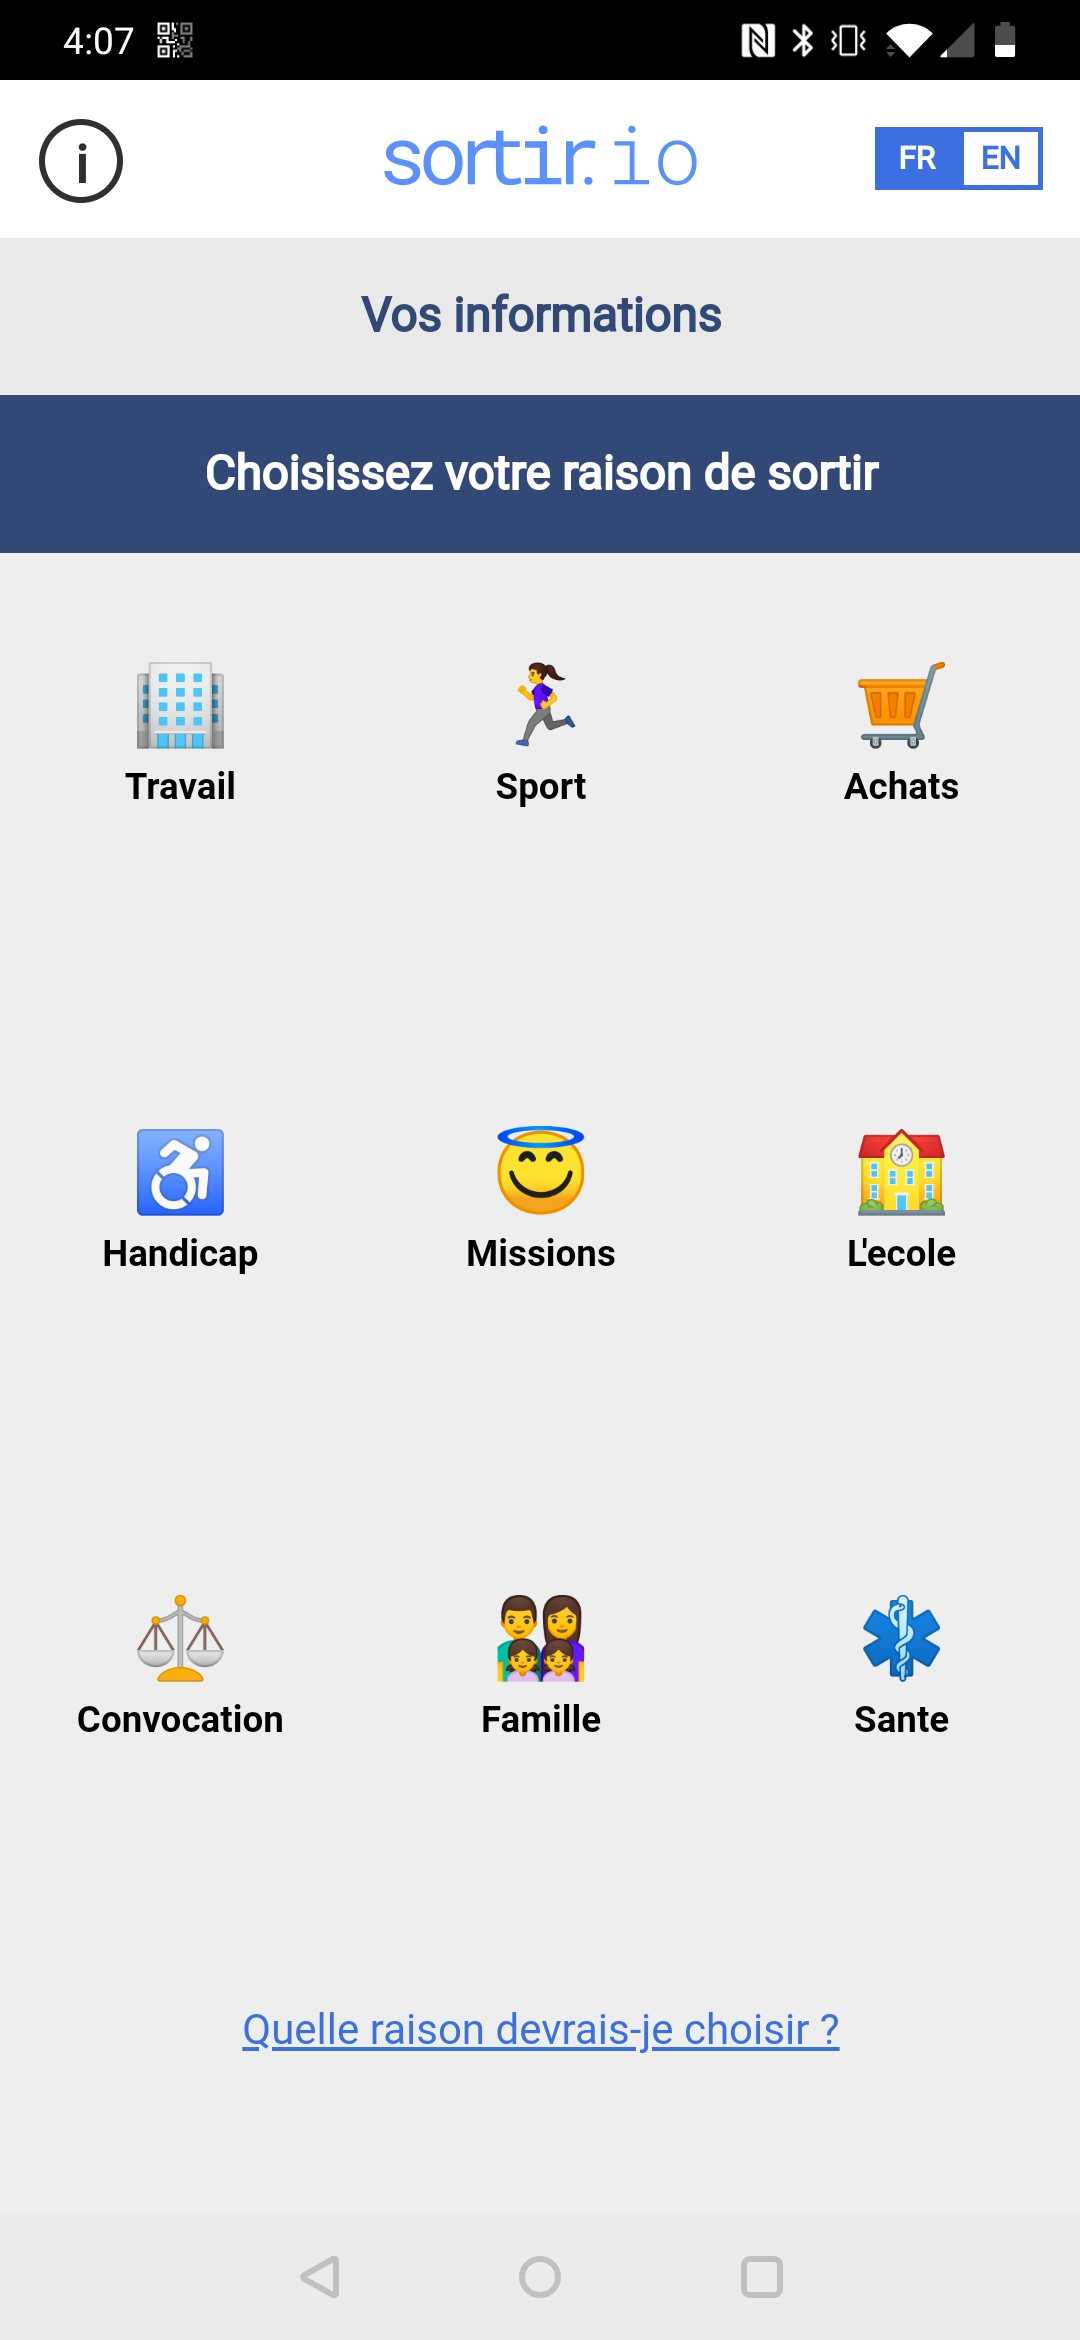 4:07
i
sortir.io
FR EN
Vos informations
Choisissez votre raison de sortir
Travail Sport Achats
Handicap Missions L'ecole
Convocation Famille Sante
Quelle raison devrais-je choisir ?